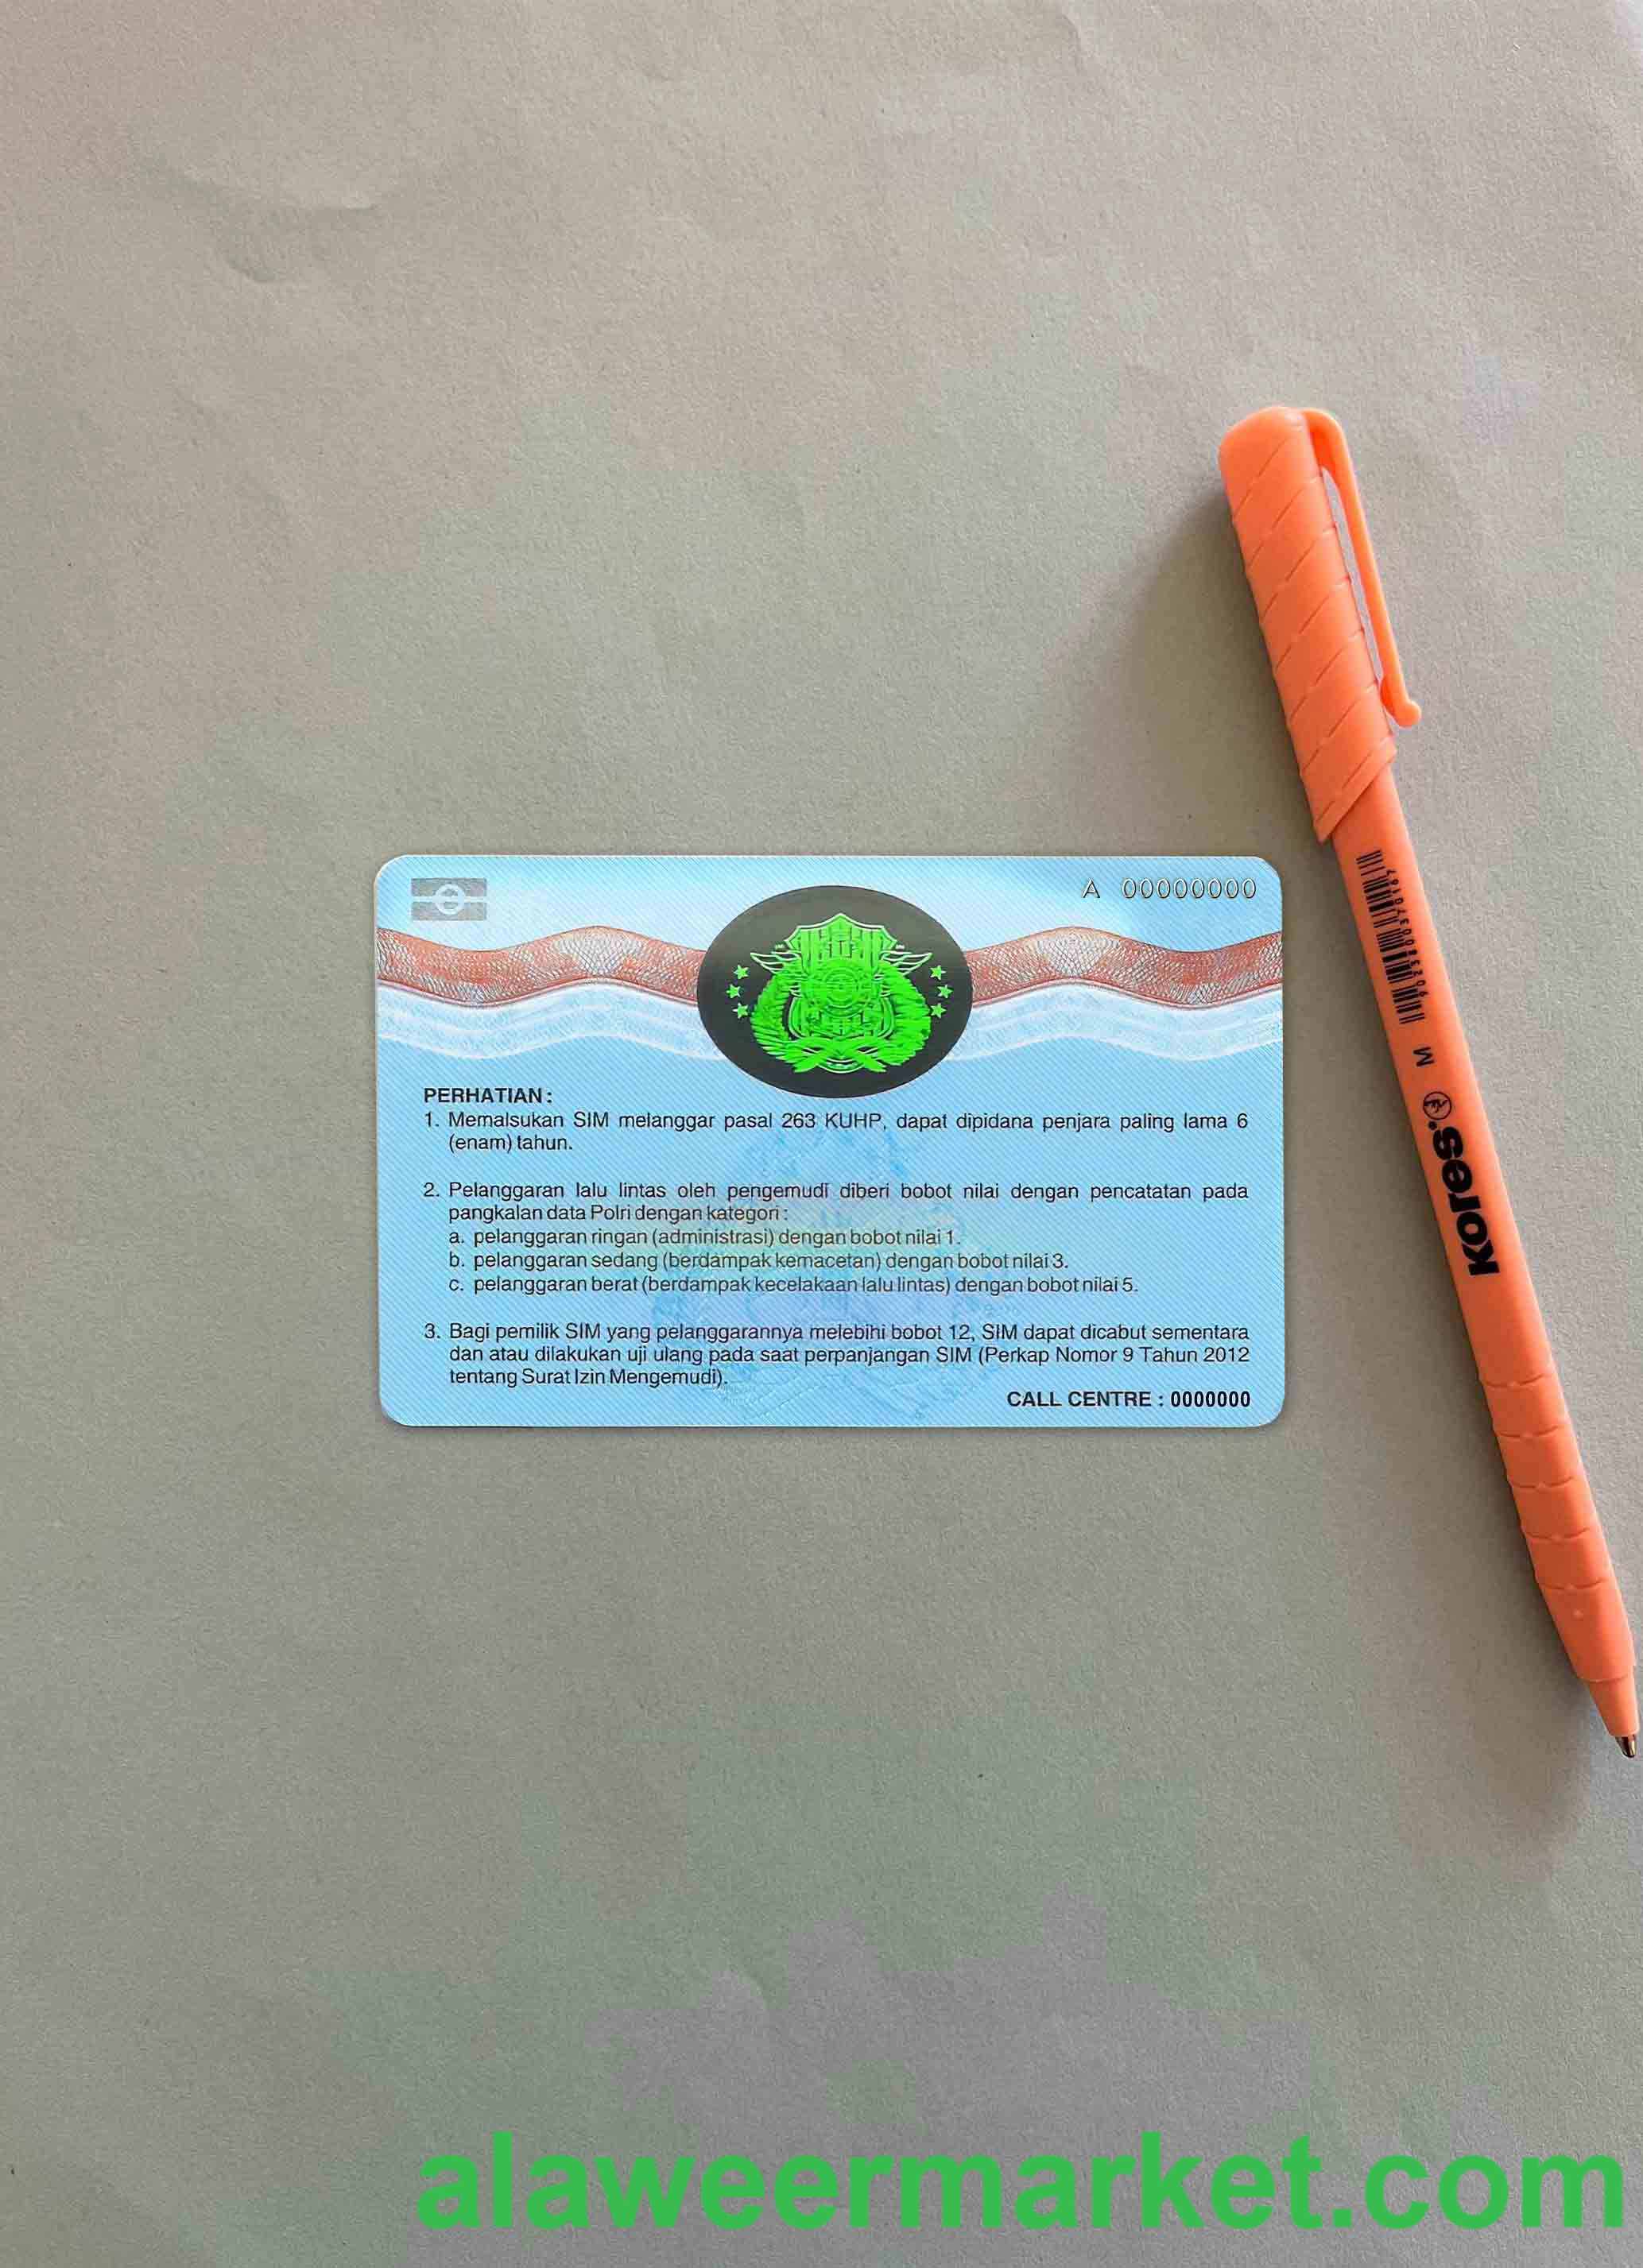 A 00000000
PERHATIAN :
1. Memalsukan SIM melanggar pasal 263 KUHP, dapat dipidana penjara paling lama 6
(enam) tahun.
2. Pelanggaran lalu lintas oleh pengemudi diberi bobot nilai dengan pencatatan pada
pangkalan data Polri dengan kategori :
a. pelanggaran ringan (administrasi) dengan bobot nilai 1.
b. pelanggaran sedang (berdampak kemacetan) dengan bobot nilai 3.
c. pelanggaran berat (berdampak kecelakaan lalu lintas) dengan bobot nilai 5.
3. Bagi pemilik SIM yang pelanggarannya melebihi bobot 12, SIM dapat dicabut sementara
dan atau dilakukan uji ulang pada saat perpanjangan SIM (Perkap Nomor 9 Tahun 2012
tentang Surat Izin Mengemudi).
CALL CENTRE : 0000000
M
Kores®
alaweermarket.com